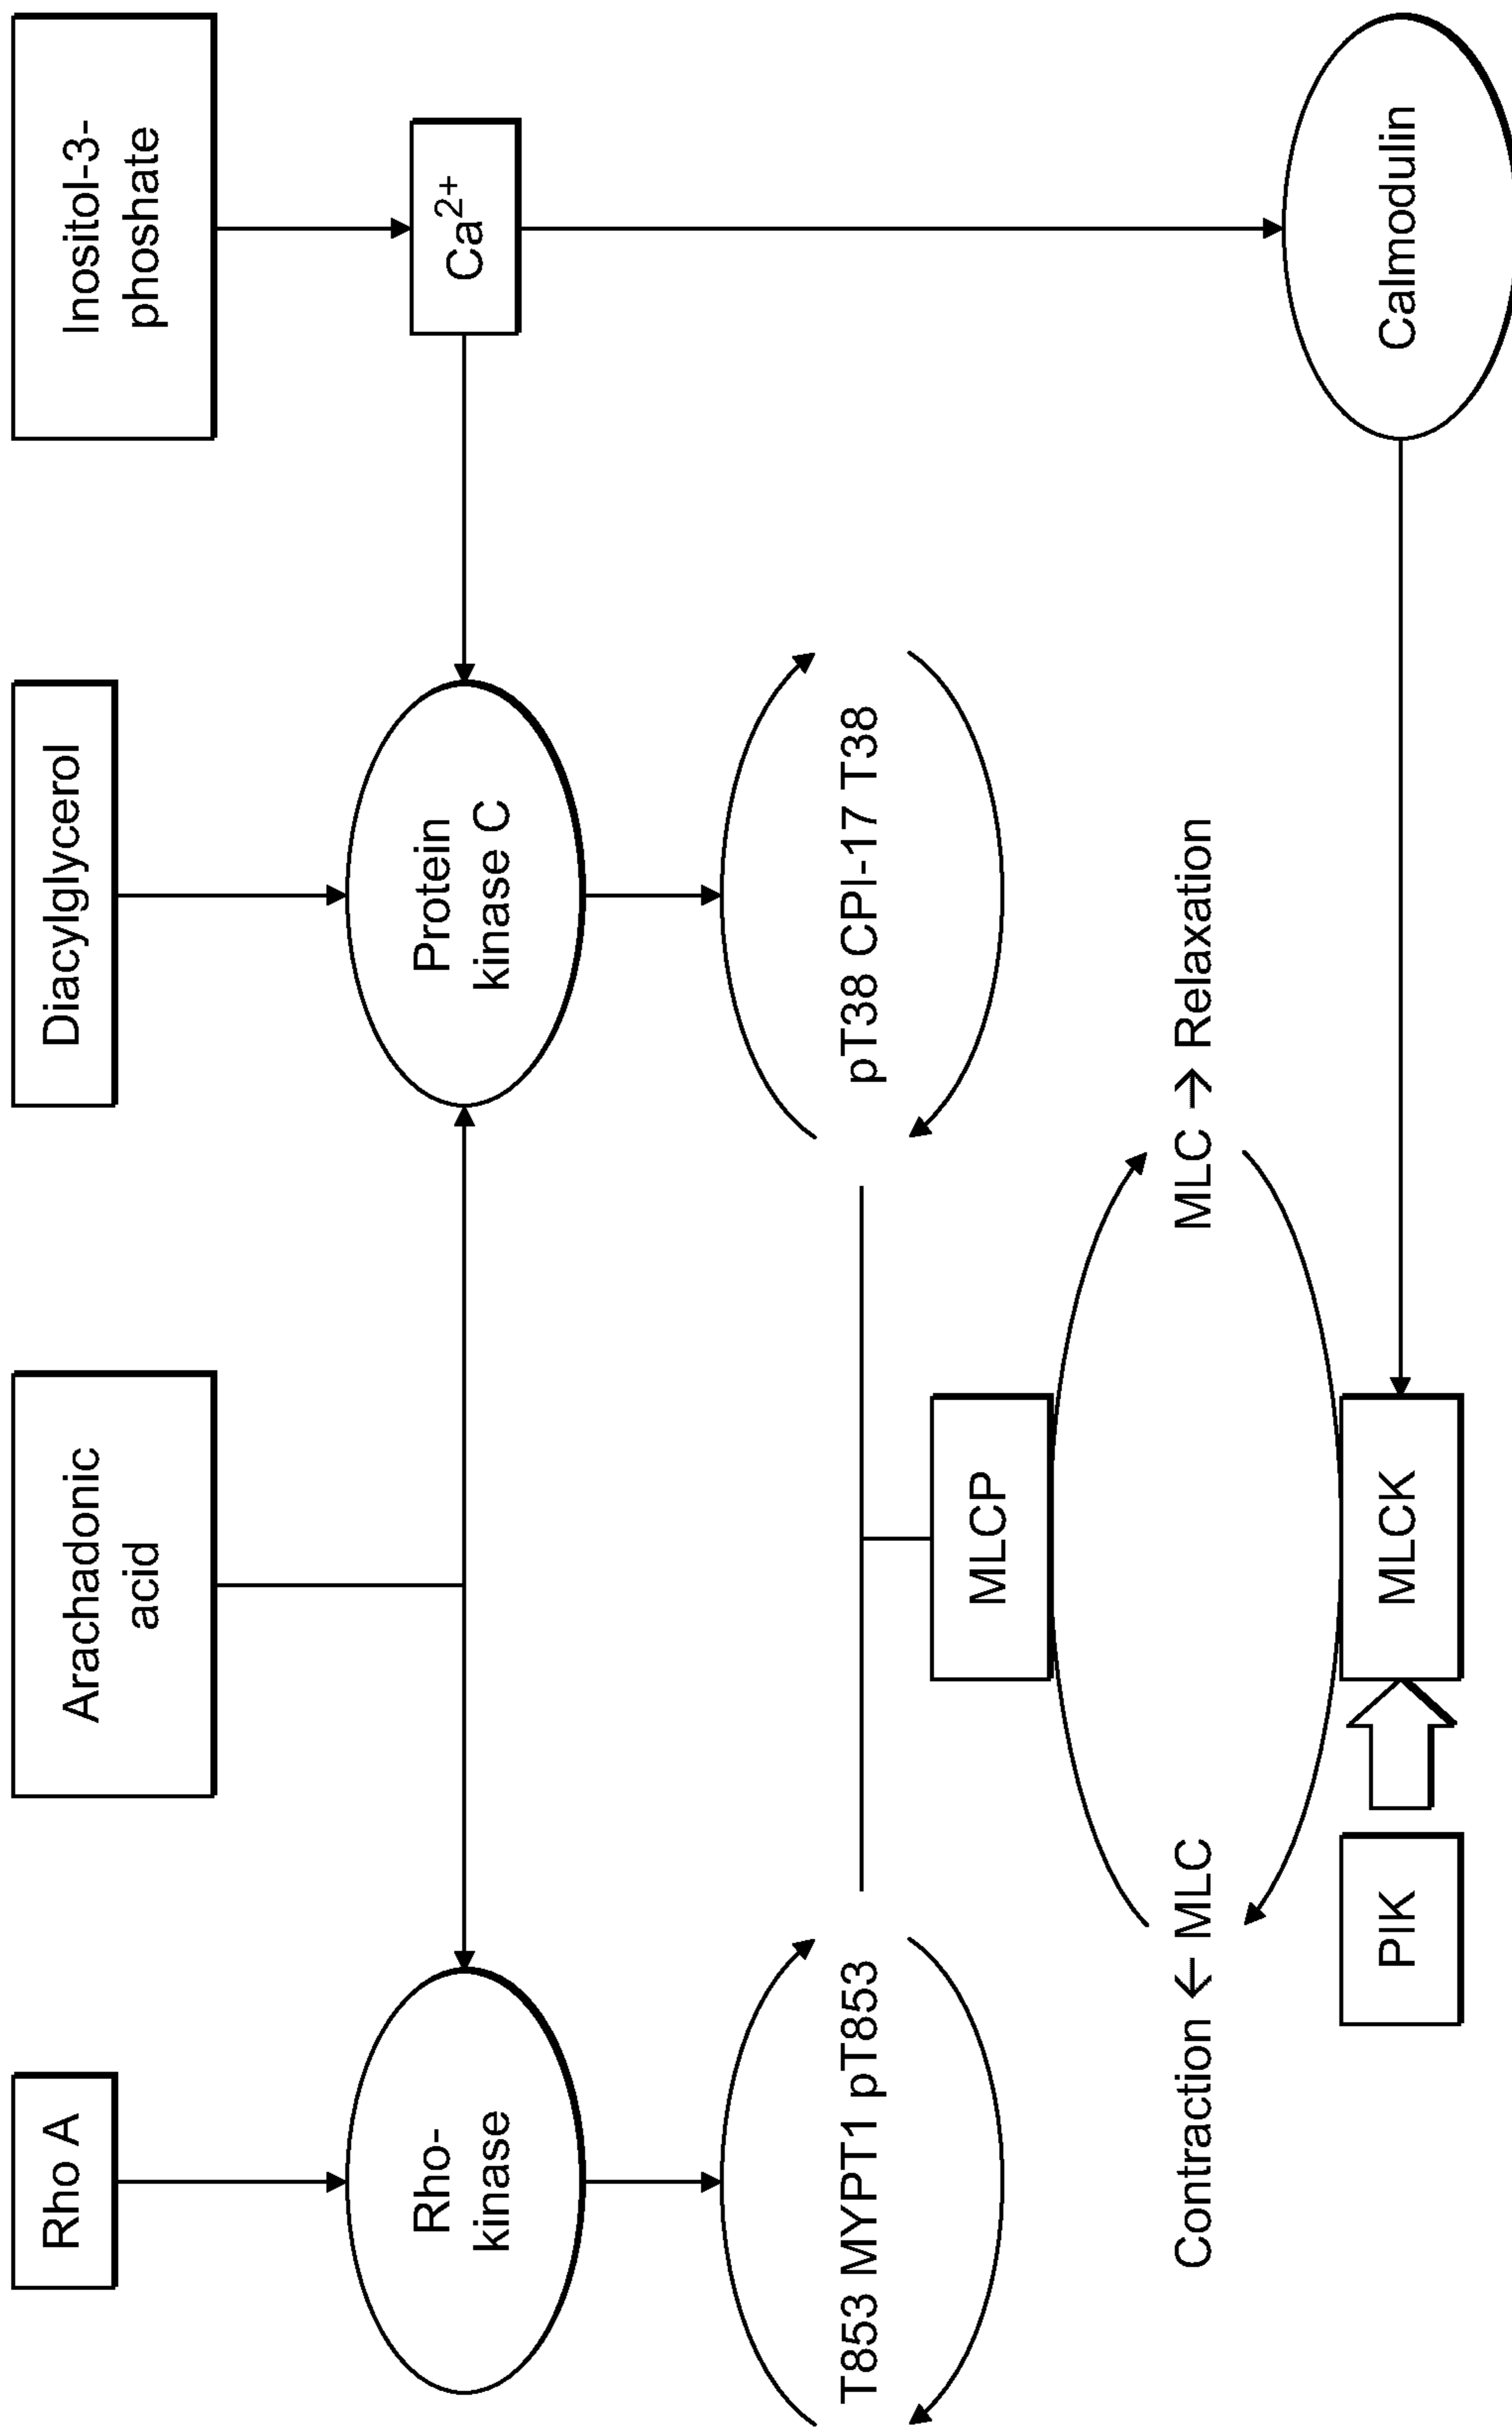 Rho A
Arachadonic
acid
Diacylglycerol
Inositol-3-
phoshate
Rho-
kinase
Protein
kinase C
Ca2+
T853 MYPT1 pT853
pT38 CPI-17 T38
MLCP
Contraction ← MLC
MLC → Relaxation
PIK
MLCK
Calmodulin